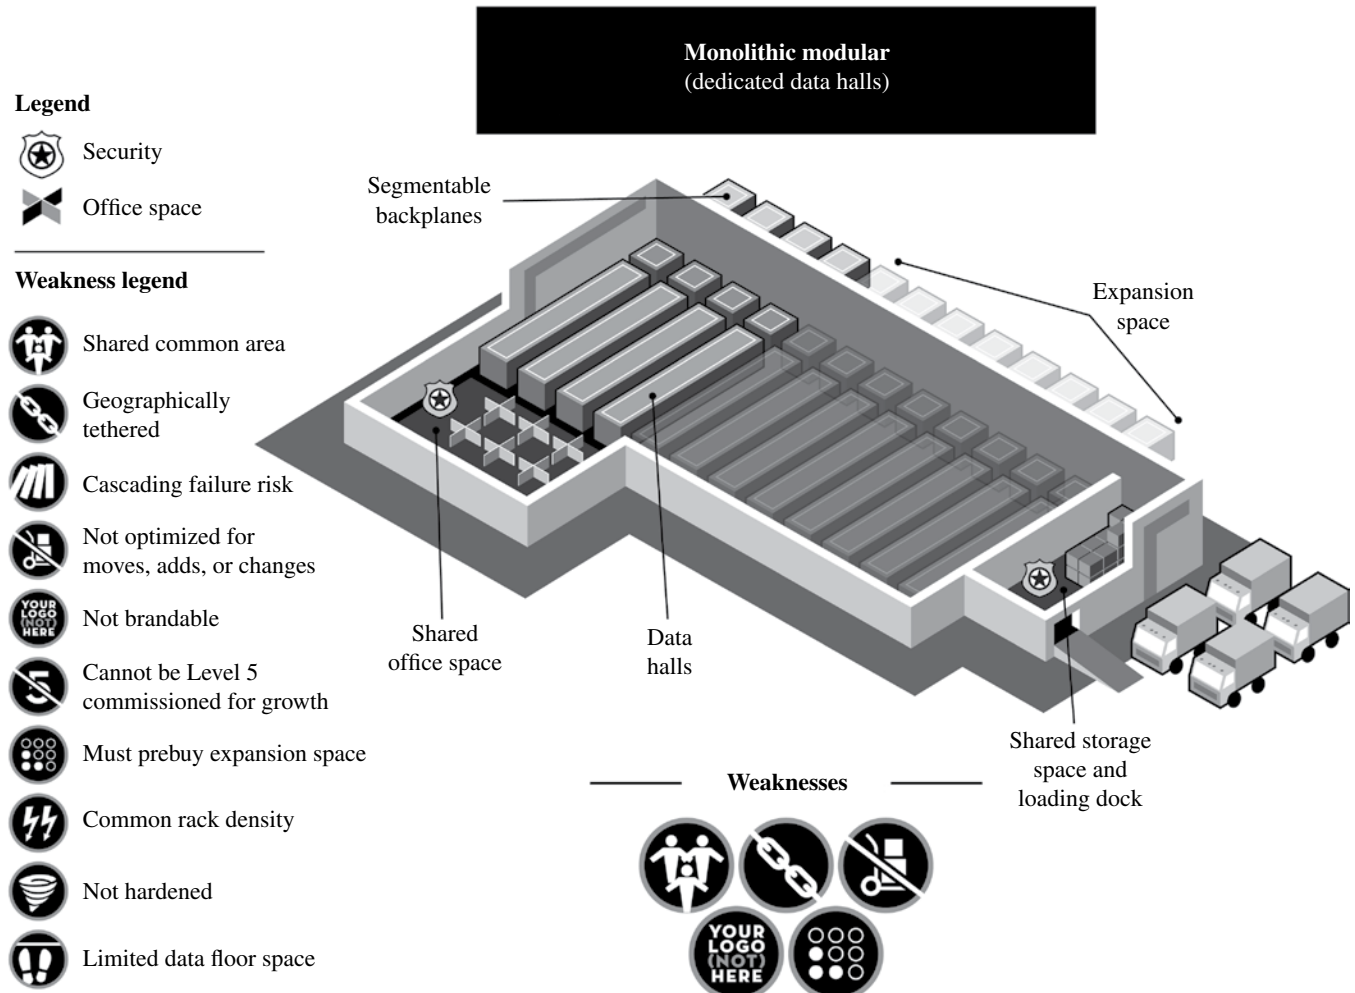 Monolithic modular
(dedicated data halls)
Legend
Security
Office space
Weakness legend
Shared common area
Geographically
tethered
Cascading failure risk
Not optimized for
moves, adds, or changes
YOUR
LOGO
(NOT)
HERE
Not brandable
5
Cannot be Level 5
commissioned for growth
Must prebuy expansion space
Common rack density
Not hardened
Limited data floor space
Segmentable
backplanes
Expansion
space
Shared
office space
Data
halls
Shared storage
space and
loading dock
Weaknesses
YOUR
LOGO
(NOT)
HERE